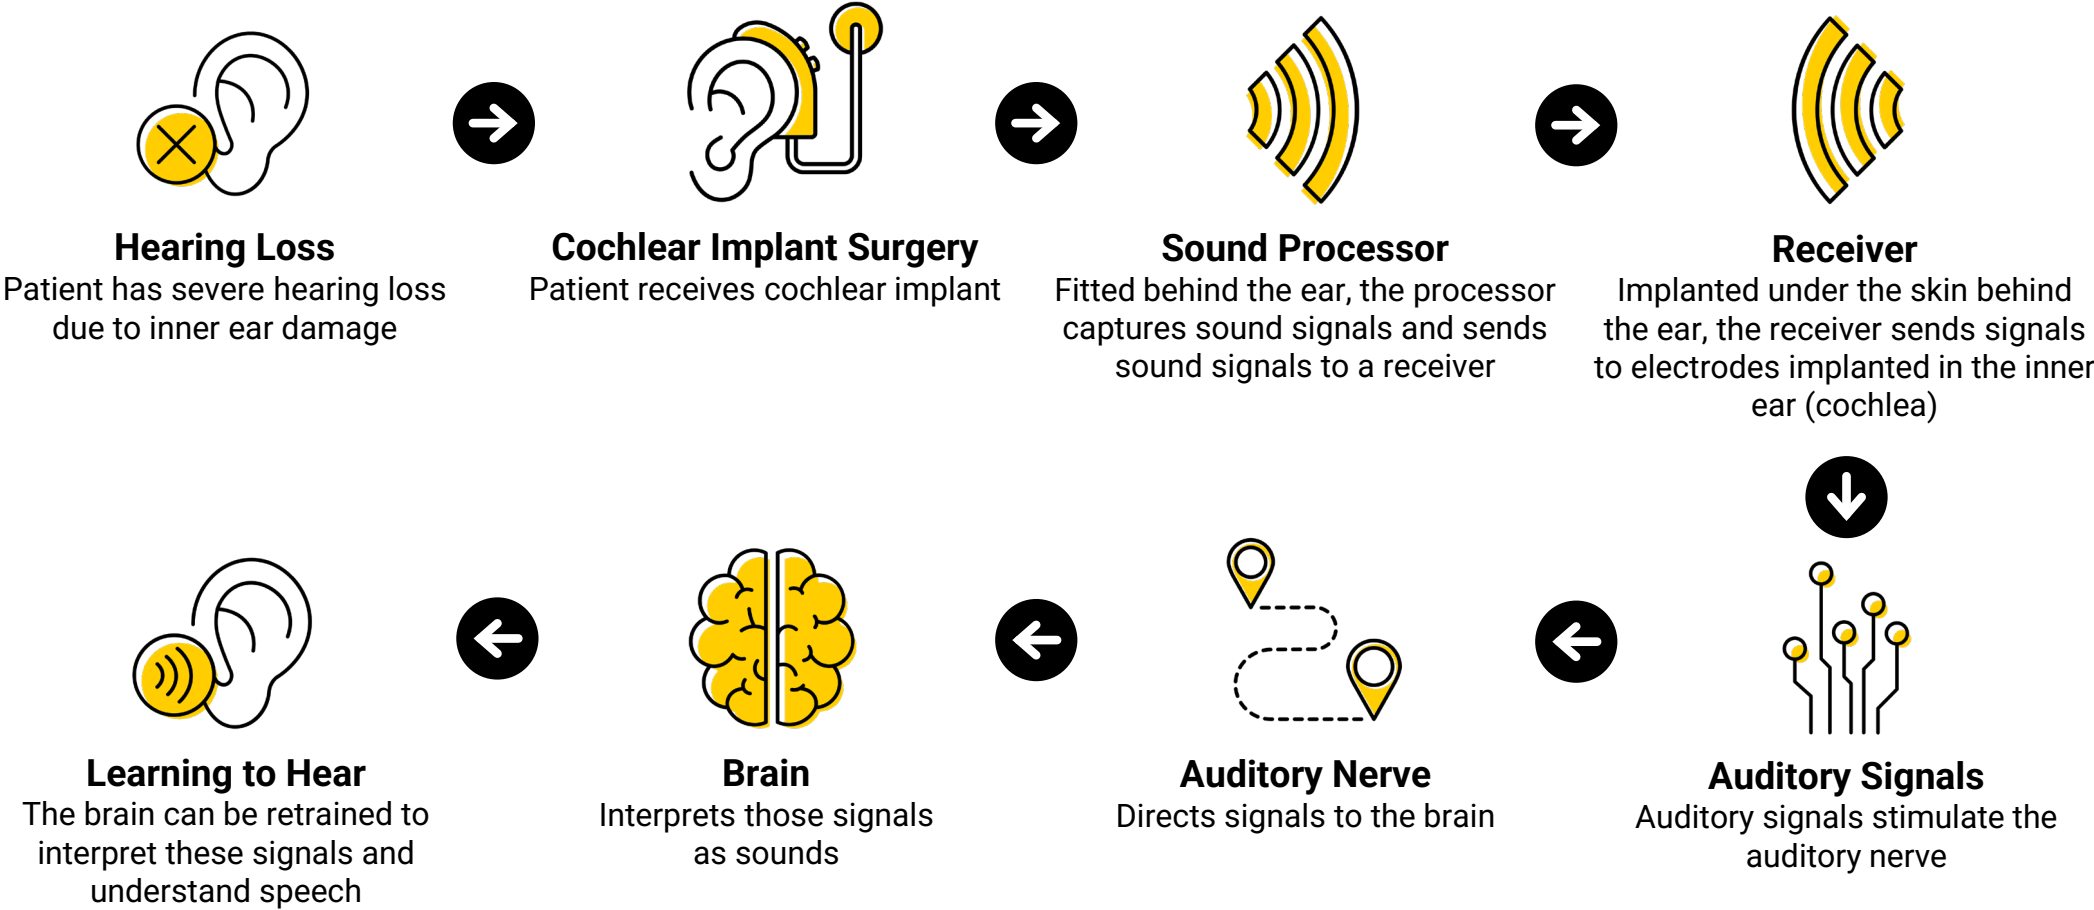 Hearing Loss
Patient has severe hearing loss
due to inner ear damage
Cochlear Implant Surgery
Patient receives cochlear implant
Sound Processor
Fitted behind the ear, the processor
captures sound signals and sends
sound signals to a receiver
Receiver
Implanted under the skin behind
the ear, the receiver sends signals
to electrodes implanted in the inner
ear (cochlea)
Auditory Signals
Auditory signals stimulate the
auditory nerve
Auditory Nerve
Directs signals to the brain
Brain
Interprets those signals
as sounds
Learning to Hear
The brain can be retrained to
interpret these signals and
understand speech